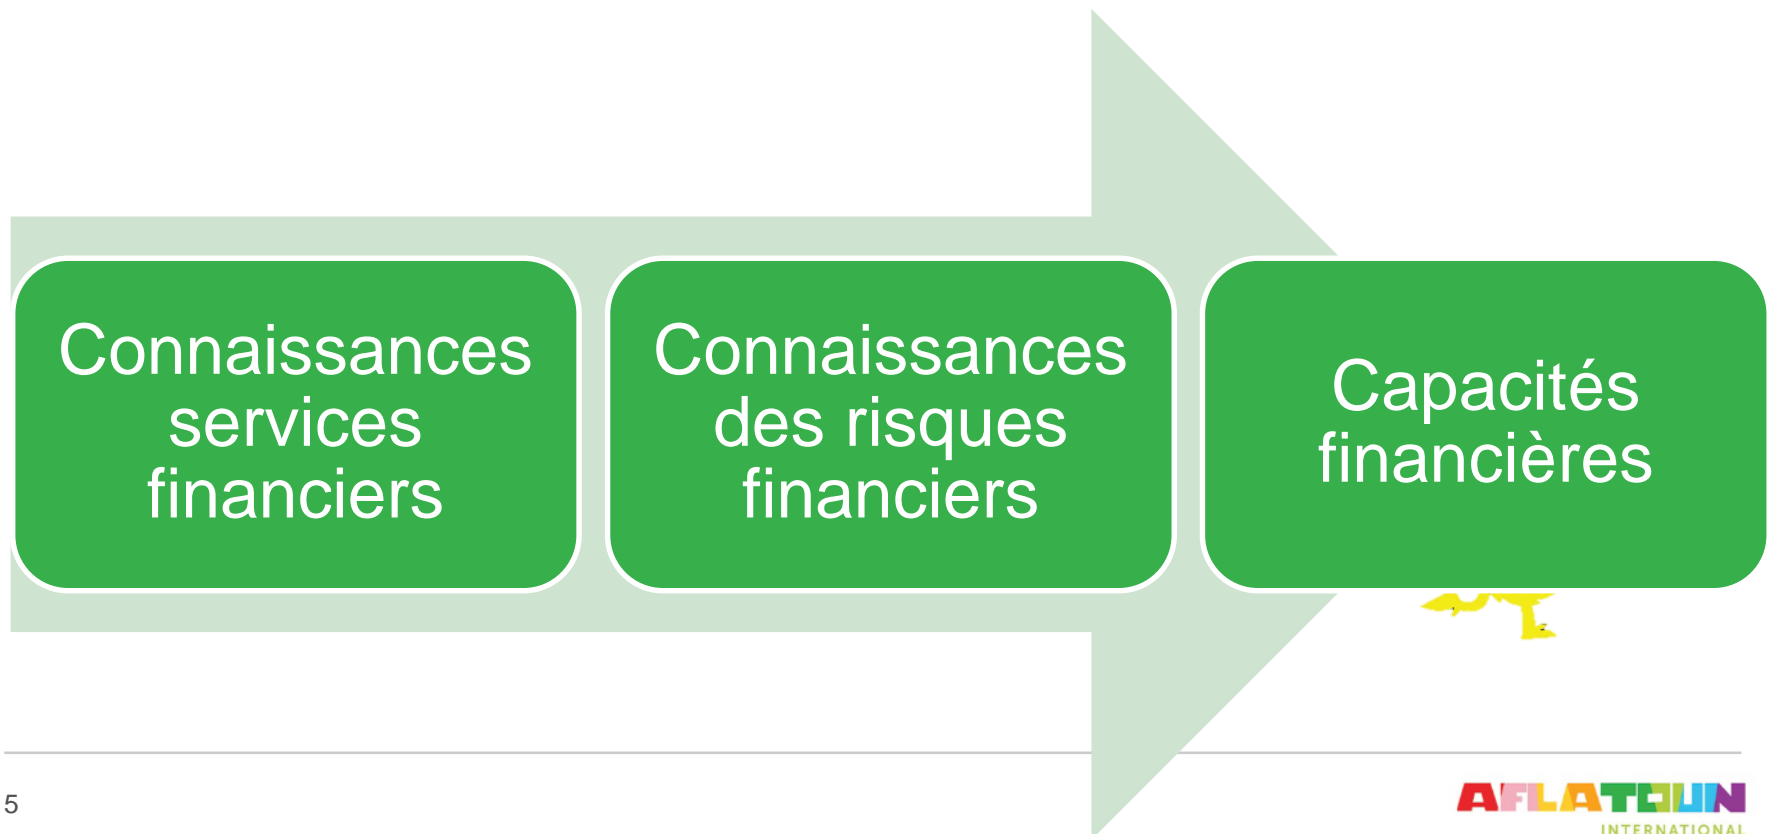 Connaissances
services
financiers
Connaissances
des risques
financiers
Capacités
financières
5
AFLATOUN
INTERNATIONAL